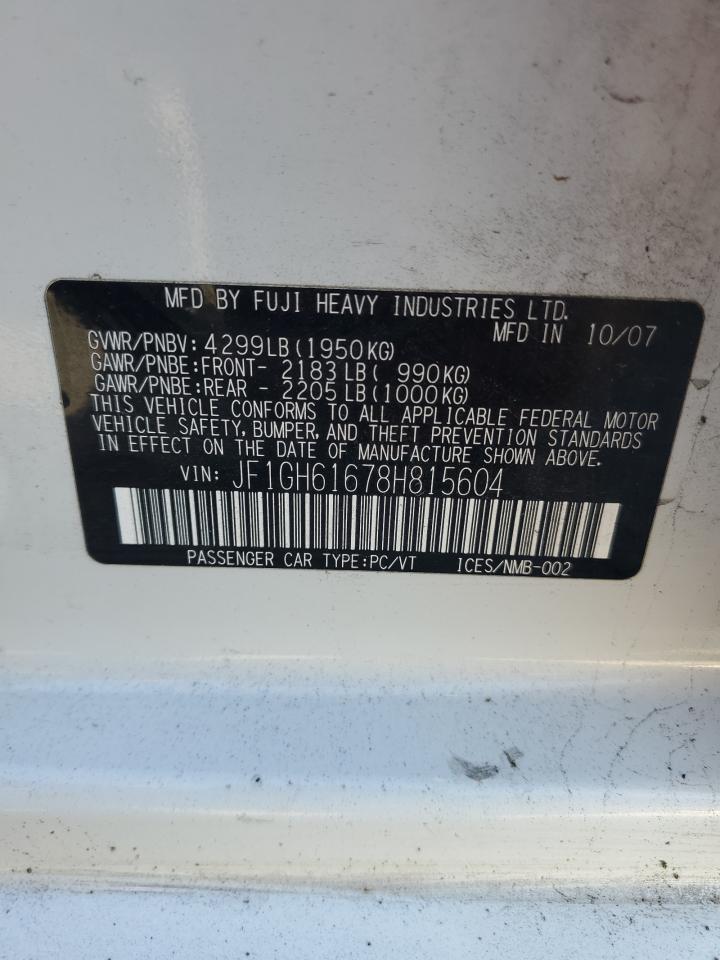 MFD BY FUJI HEAVY INDUSTRIES LTD.
MFD IN 10/07
GVWR/PNBV: 4299LB(1950KG)
GAWR/PNBE:FRONT- 2183LB( 990KG)
GAWR/PNBE:REAR - 2205LB(1000KG)
THIS VEHICLE CONFORMS TO ALL APPLICABLE FEDERAL MOTOR
VEHICLE SAFETY, BUMPER, AND THEFT PREVENTION STANDARDS
IN EFFECT ON THE DATE OF MANUFACTURE SHOWN ABOVE.
VIN: JF1GH61678H815604
PASSENGER CAR TYPE:PC/VT ICES/NMB-002